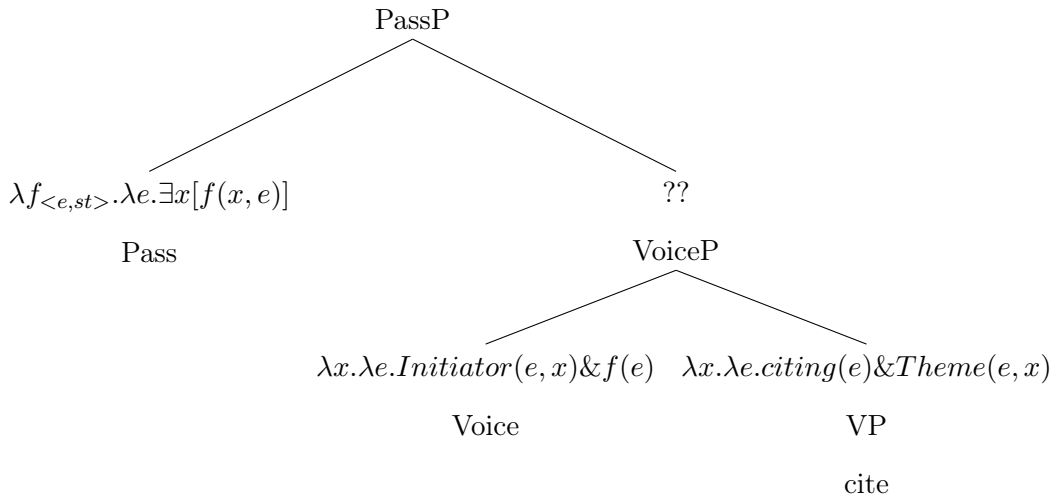 PassP
λf<e,st>.λe.∃x[f(x,e)]
??
Pass
VoiceP
λx.λe.Initiator(e,x)&f(e)
λx.λe.citing(e)&Theme(e,x)
Voice
VP
cite